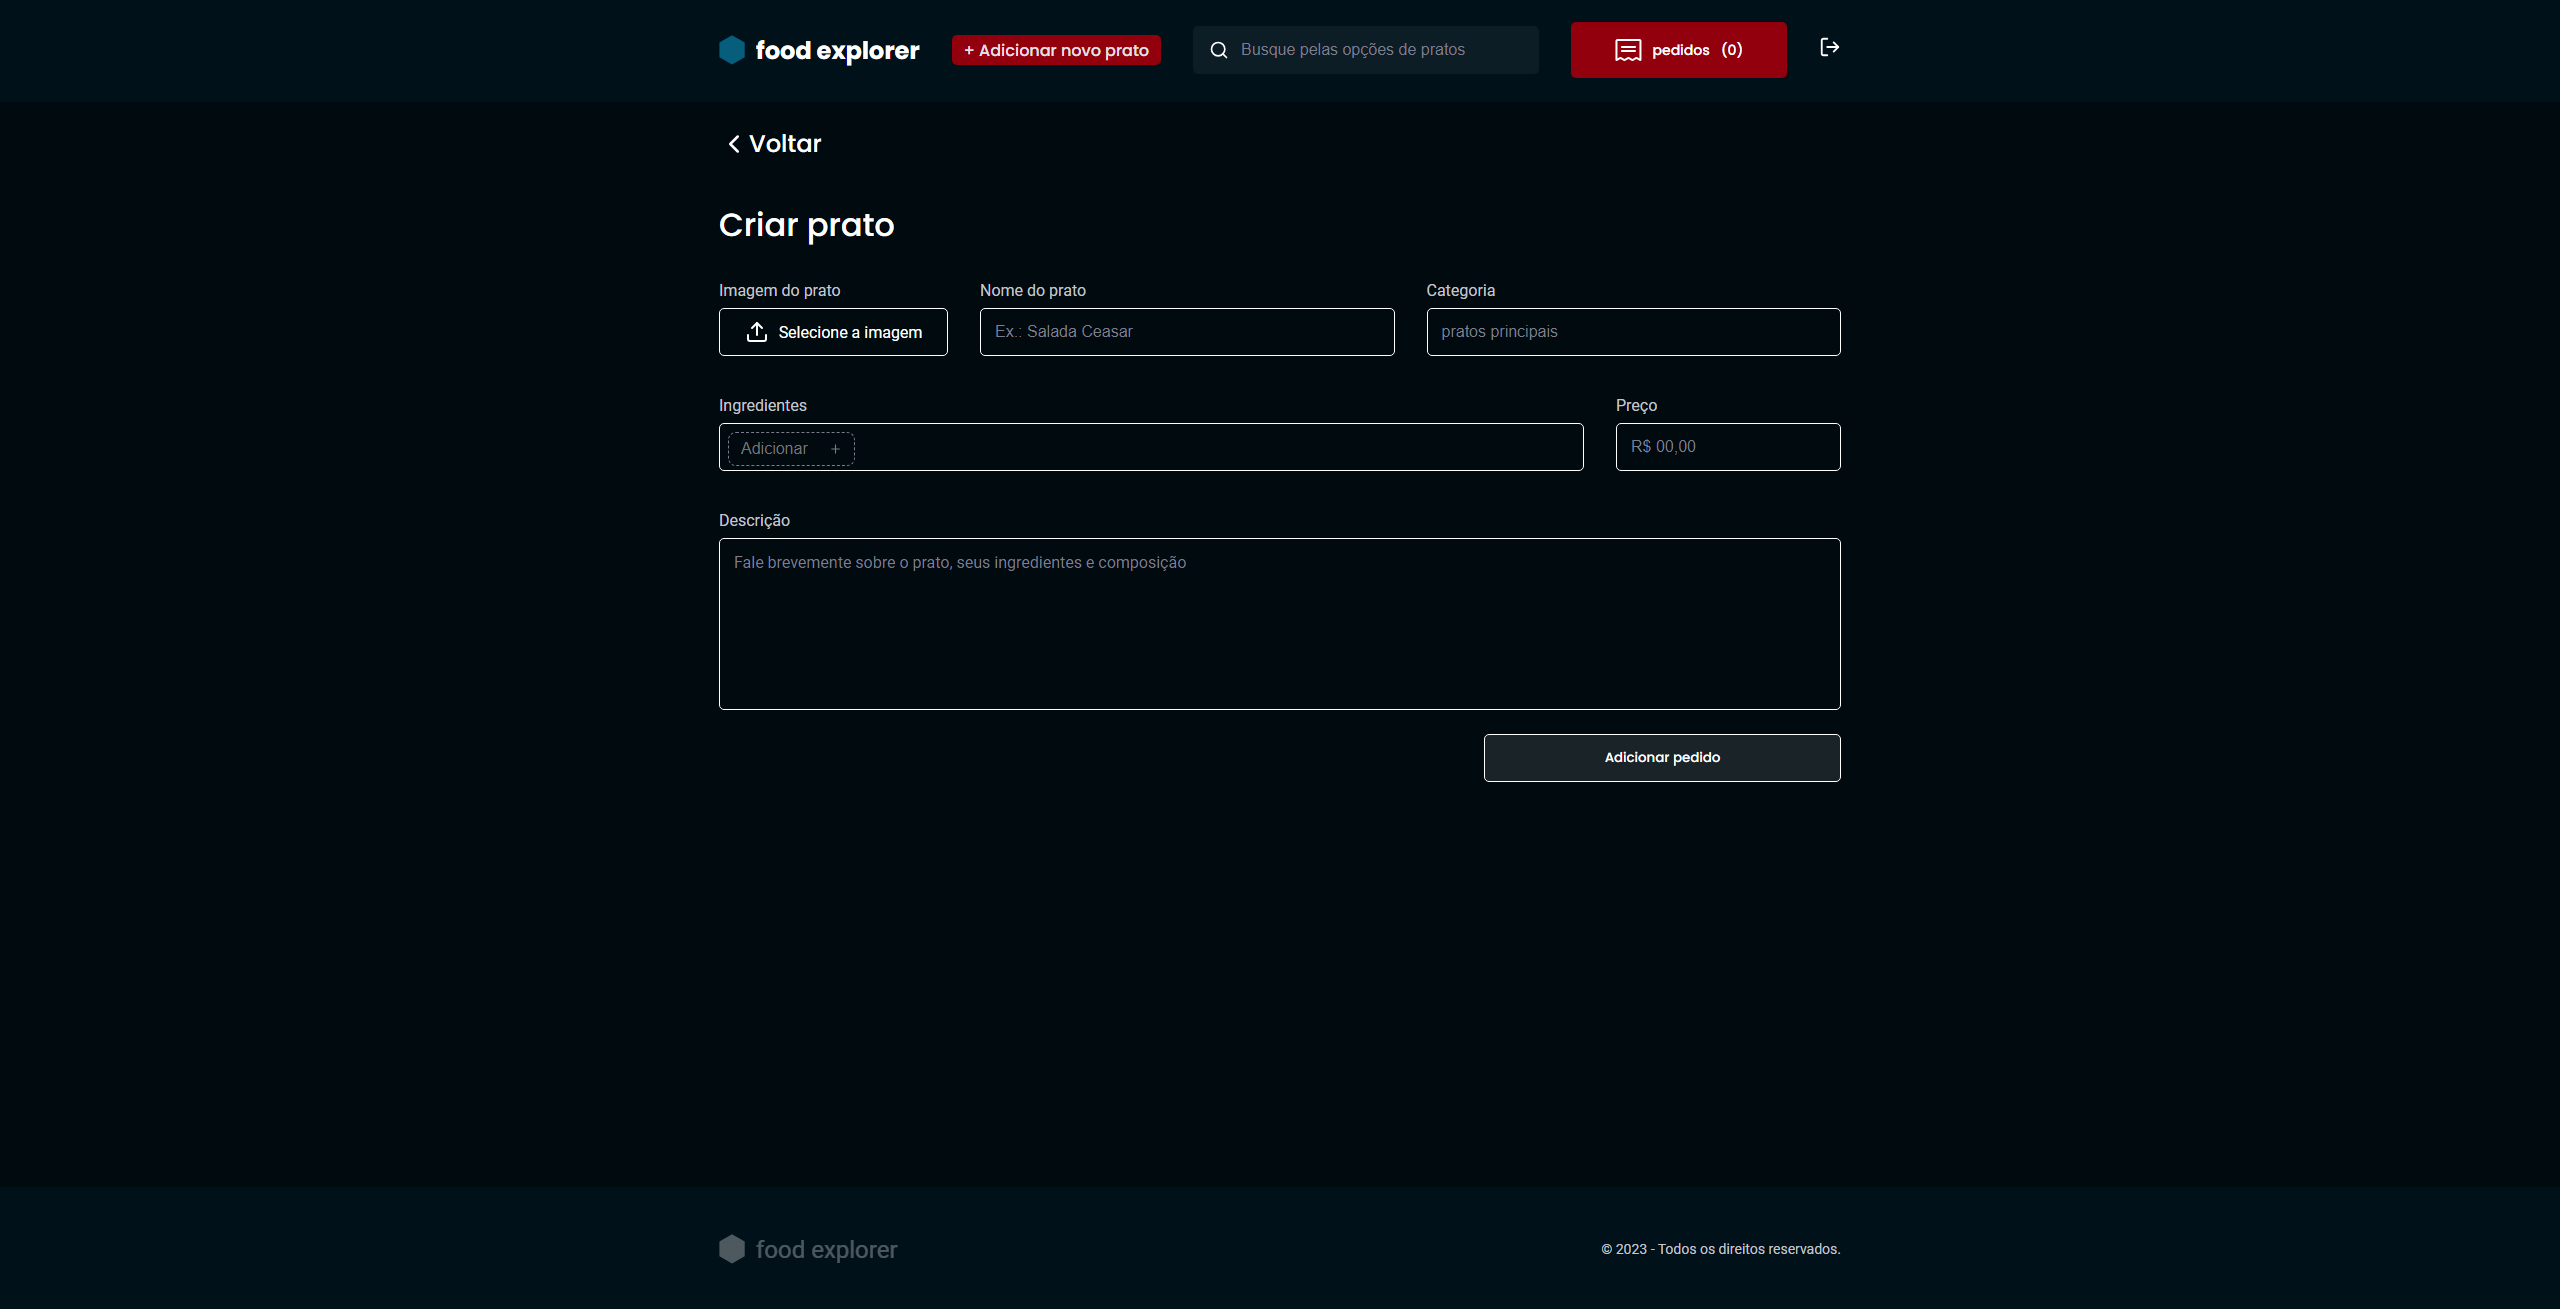 food explorer
+ Adicionar novo prato
Busque pelas opções de pratos
pedidos (0)
Voltar
Criar prato
Imagem do prato
Nome do prato
Categoria
Selecione a imagem
Ex.: Salada Ceasar
pratos principais
Ingredientes
Preço
Adicionar +
R$ 00,00
Descrição
Fale brevemente sobre o prato, seus ingredientes e composição
Adicionar pedido
food explorer
© 2023 - Todos os direitos reservados.